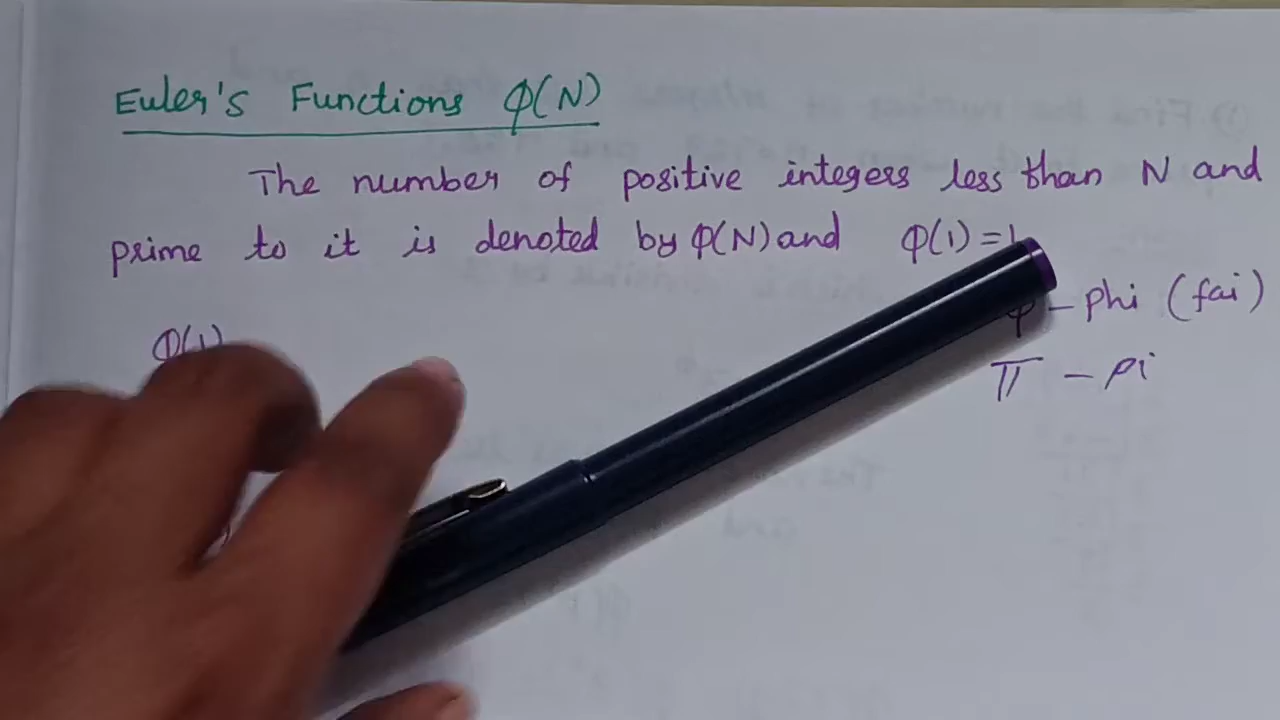 Euler's Functions φ(N)
The number of positive integers less than N and
prime to it is denoted by φ(N) and φ(1) =
φ - phi (fai)
φ(1)
π - pi